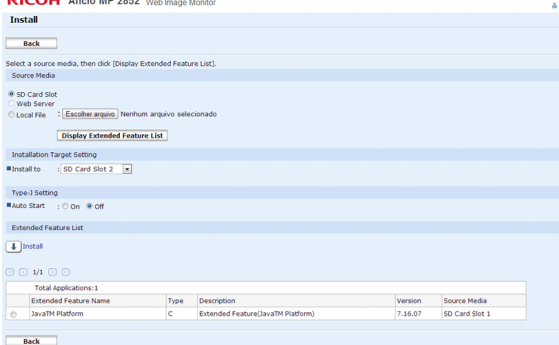 RICOH Aficio MP 2852 Web Image Monitor
Install
Back
Select a source media, then click [Display Extended Feature List].
Source Media
SD Card Slot
Web Server
Local File : Escolher arquivo Nenhum arquivo selecionado
Display Extended Feature List
Installation Target Setting
Install to : SD Card Slot 2
Type-J Setting
Auto Start : On Off
Extended Feature List
Install
1/1
Total Applications:1
Extended Feature Name Type Description Version Source Media
JavaTM Platform C Extended Feature(JavaTM Platform) 7.16.07 SD Card Slot 1
Back